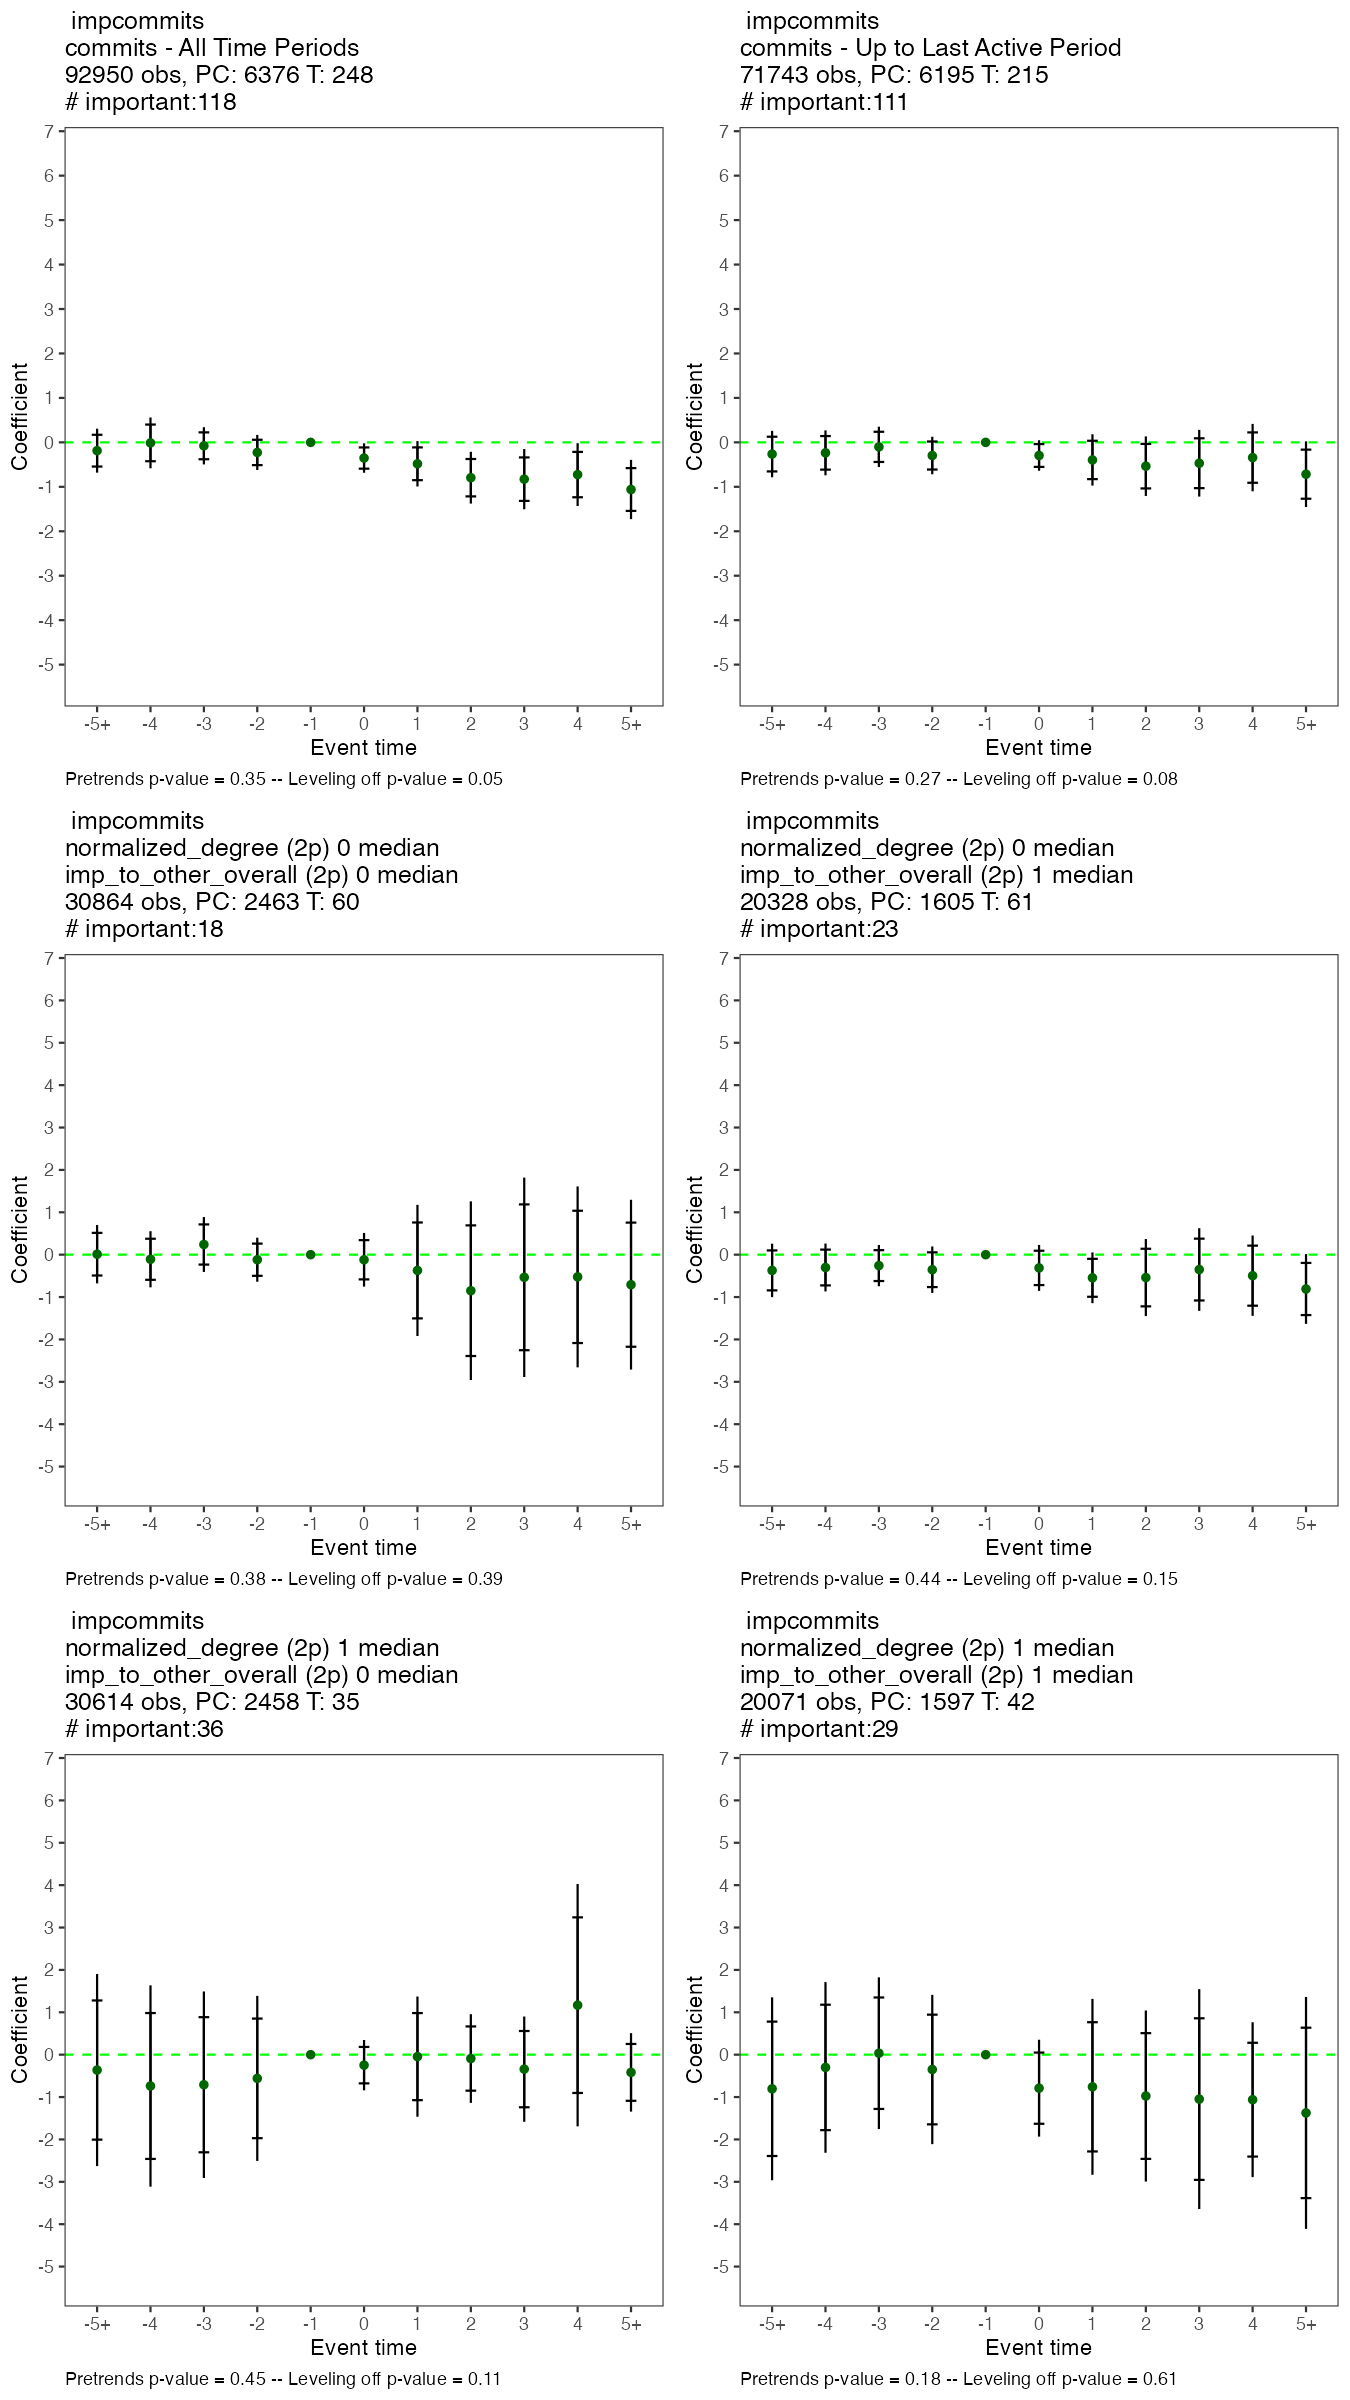 impcommits
commits - All Time Periods
92950 obs, PC: 6376 T: 248
# important:118
7
6
5
4
3
2
1
0
-1
-2
-3
-4
-5
Coefficient
-5+ -4 -3 -2 -1 0 1 2 3 4 5+
Event time
Pretrends p-value = 0.35 -- Leveling off p-value = 0.05
impcommits
commits - Up to Last Active Period
71743 obs, PC: 6195 T: 215
# important:111
7
6
5
4
3
2
1
0
-1
-2
-3
-4
-5
Coefficient
-5+ -4 -3 -2 -1 0 1 2 3 4 5+
Event time
Pretrends p-value = 0.27 -- Leveling off p-value = 0.08
impcommits
normalized_degree (2p) 0 median
imp_to_other_overall (2p) 0 median
30864 obs, PC: 2463 T: 60
# important:18
7
6
5
4
3
2
1
0
-1
-2
-3
-4
-5
Coefficient
-5+ -4 -3 -2 -1 0 1 2 3 4 5+
Event time
Pretrends p-value = 0.38 -- Leveling off p-value = 0.39
impcommits
normalized_degree (2p) 0 median
imp_to_other_overall (2p) 1 median
20328 obs, PC: 1605 T: 61
# important:23
7
6
5
4
3
2
1
0
-1
-2
-3
-4
-5
Coefficient
-5+ -4 -3 -2 -1 0 1 2 3 4 5+
Event time
Pretrends p-value = 0.44 -- Leveling off p-value = 0.15
impcommits
normalized_degree (2p) 1 median
imp_to_other_overall (2p) 0 median
30614 obs, PC: 2458 T: 35
# important:36
7
6
5
4
3
2
1
0
-1
-2
-3
-4
-5
Coefficient
-5+ -4 -3 -2 -1 0 1 2 3 4 5+
Event time
Pretrends p-value = 0.45 -- Leveling off p-value = 0.11
impcommits
normalized_degree (2p) 1 median
imp_to_other_overall (2p) 1 median
20071 obs, PC: 1597 T: 42
# important:29
7
6
5
4
3
2
1
0
-1
-2
-3
-4
-5
Coefficient
-5+ -4 -3 -2 -1 0 1 2 3 4 5+
Event time
Pretrends p-value = 0.18 -- Leveling off p-value = 0.61